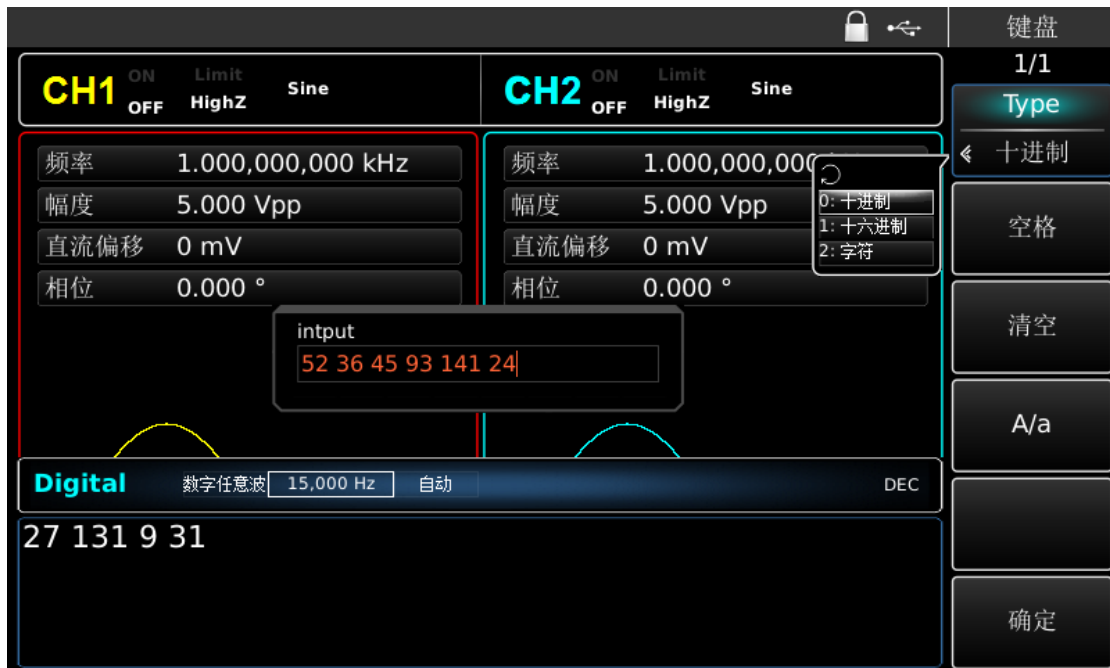 键盘
1/1
CH1 ON OFF Limit HighZ Sine
CH2 ON OFF Limit HighZ Sine
Type
十进制
频率 1.000,000,000 kHz
幅度 5.000 Vpp
直流偏移 0 mV
相位 0.000 °
频率 1.000,000,000
幅度 5.000 Vpp
直流偏移 0 mV
相位 0.000 °
0: 十进制
1: 十六进制
2: 字符
空格
清空
A/a
intput
52 36 45 93 141 24
Digital 数字任意波 15,000 Hz 自动 DEC
27 131 9 31
确定